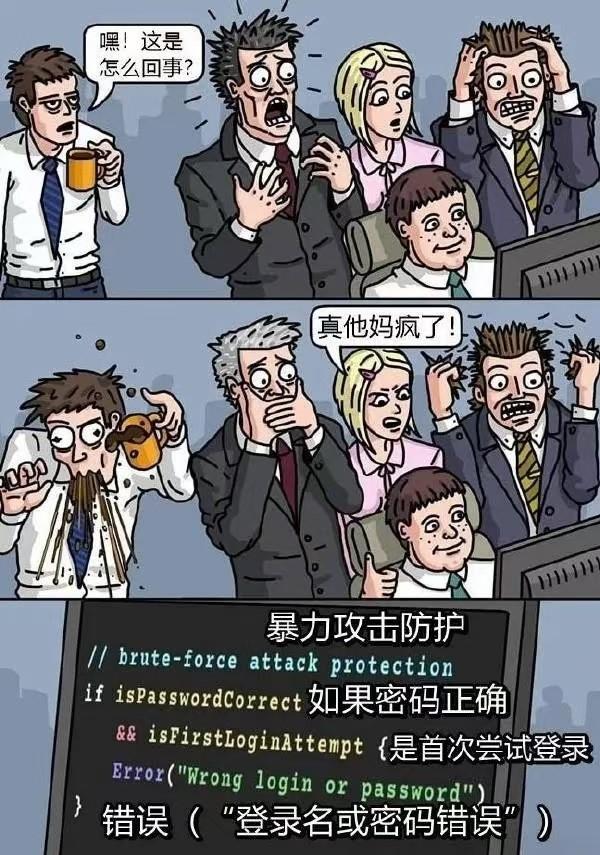 嘿！这是
怎么回事?
真他妈疯了！
暴力攻击防护
// brute-force attack protection
if isPasswordCorrect 如果密码正确
&& isFirstLoginAttempt { 是首次尝试登录
Error("Wrong login or password")
}
错误（“登录名或密码错误”）